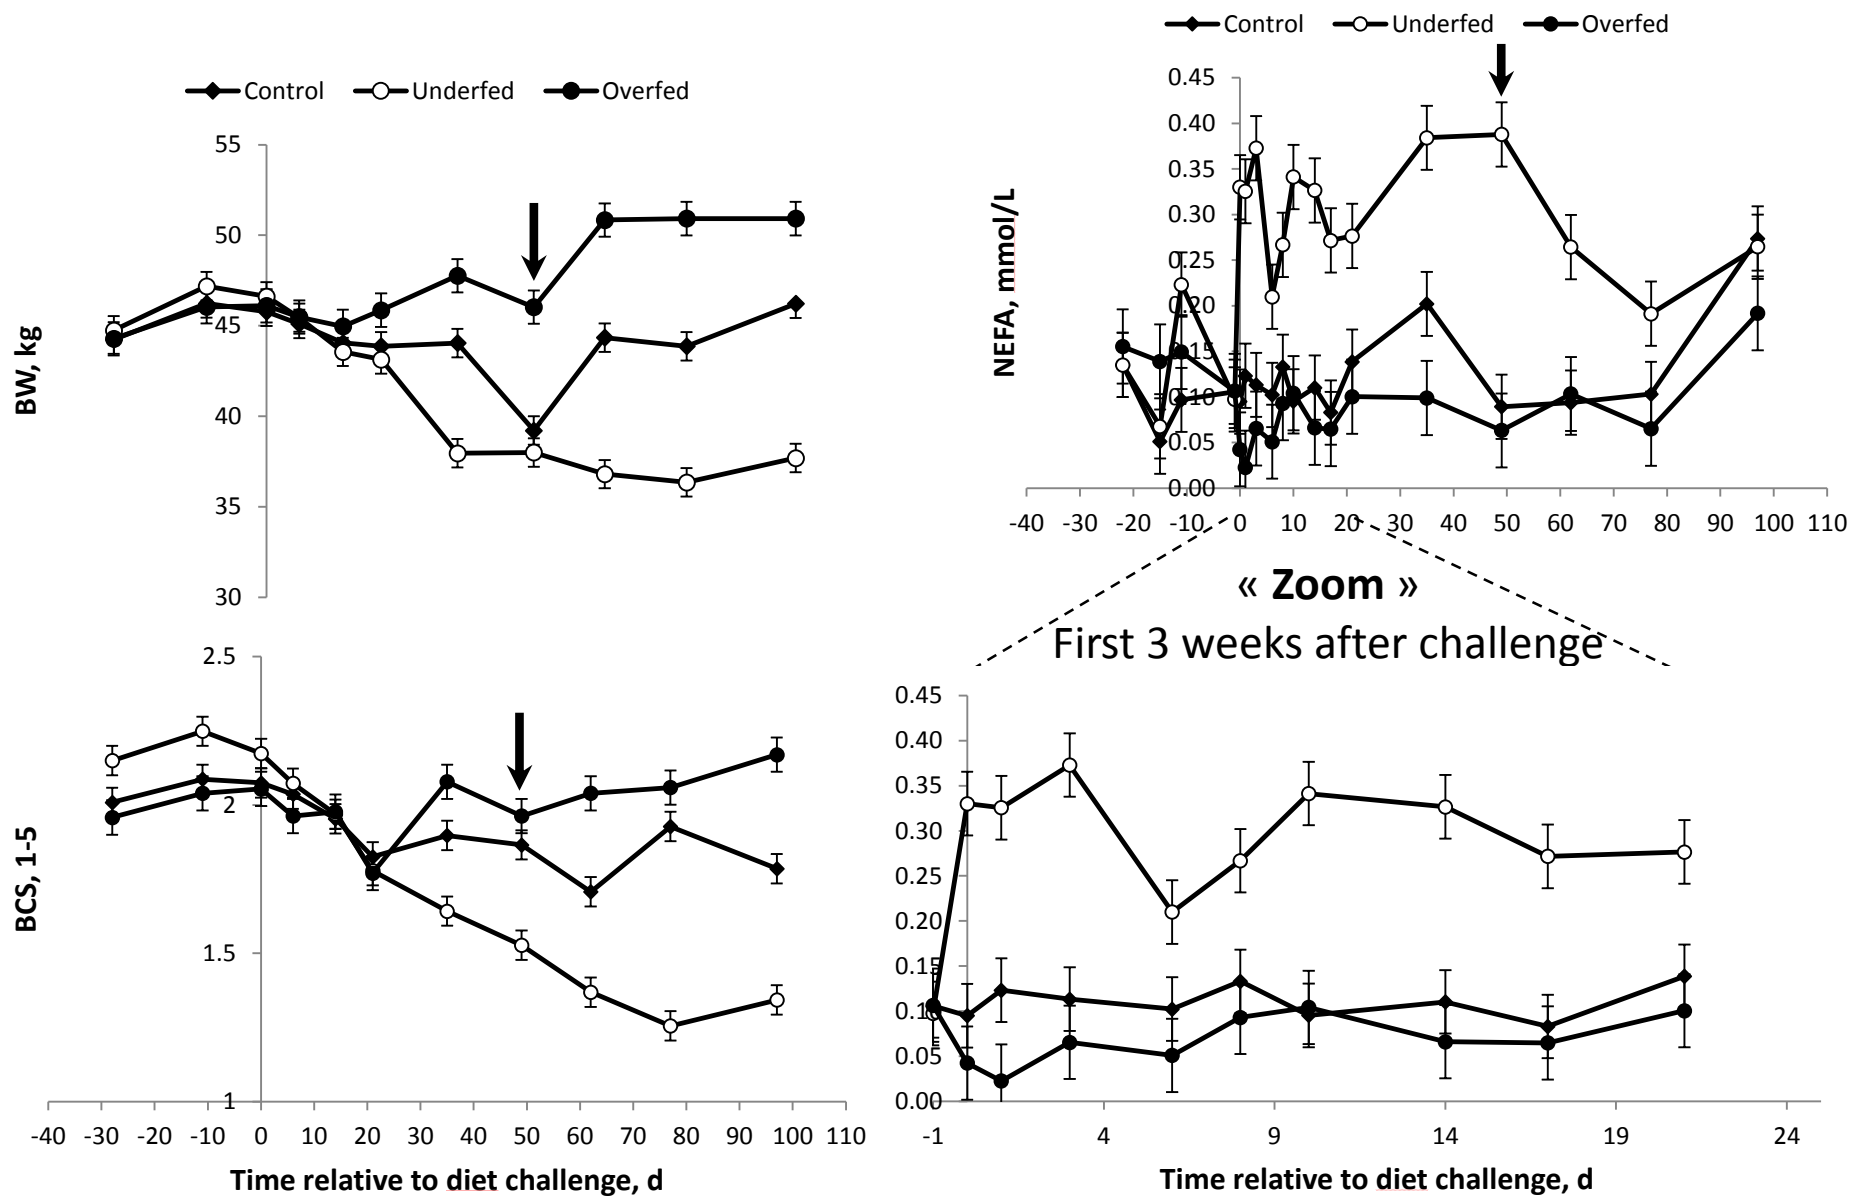 Control Underfed Overfed
55
50
45
40
35
30
BW, kg
Control Underfed Overfed
0.45
0.40
0.35
0.30
0.25
0.20
0.15
0.10
0.05
0.00
-40 -30 -20 -10 0 10 20 30 40 50 60 70 80 90 100 110
NEFA, mmol/L
« Zoom »
First 3 weeks after challenge
2.5
2
1.5
1
-40 -30 -20 -10 0 10 20 30 40 50 60 70 80 90 100 110
BCS, 1-5
Time relative to diet challenge, d
0.45
0.40
0.35
0.30
0.25
0.20
0.15
0.10
0.05
0.00
-1 4 9 14 19 24
Time relative to diet challenge, d